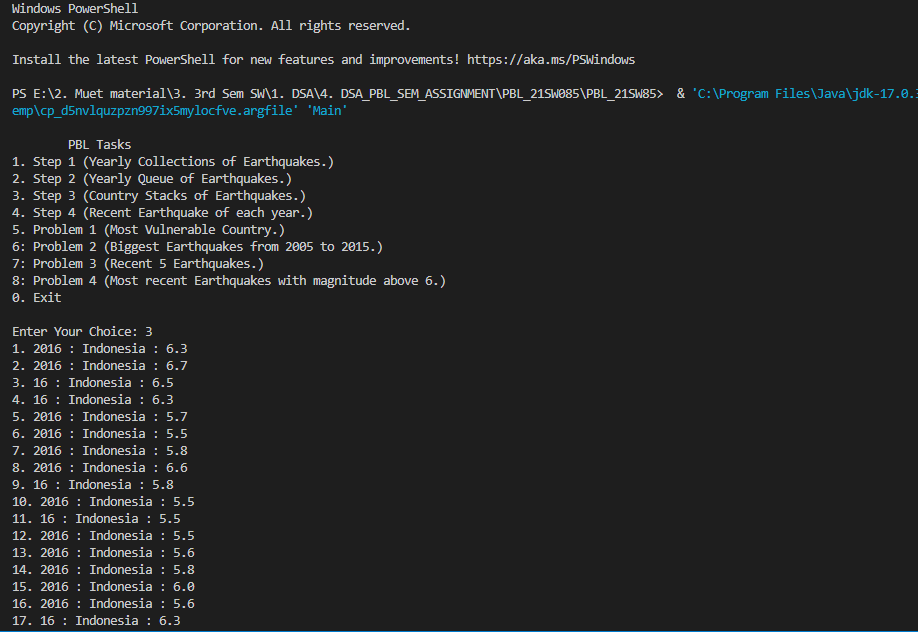 Windows PowerShell
Copyright (C) Microsoft Corporation. All rights reserved.
Install the latest PowerShell for new features and improvements! https://aka.ms/PSWindows
PS E:\2. Muet material\3. 3rd Sem SW\1. DSA\4. DSA_PBL_SEM_ASSIGNMENT\PBL_21SW085\PBL_21SW85>  & 'C:\Program Files\Java\jdk-17.0.3
emp\cp_d5nvlquzpzn997ix5mylocfve.argfile' 'Main'
PBL Tasks
1. Step 1 (Yearly Collections of Earthquakes.)
2. Step 2 (Yearly Queue of Earthquakes.)
3. Step 3 (Country Stacks of Earthquakes.)
4. Step 4 (Recent Earthquake of each year.)
5. Problem 1 (Most Vulnerable Country.)
6: Problem 2 (Biggest Earthquakes from 2005 to 2015.)
7: Problem 3 (Recent 5 Earthquakes.)
8: Problem 4 (Most recent Earthquakes with magnitude above 6.)
0. Exit
Enter Your Choice: 3
1. 2016 : Indonesia : 6.3
2. 2016 : Indonesia : 6.7
3. 16 : Indonesia : 6.5
4. 16 : Indonesia : 6.3
5. 2016 : Indonesia : 5.7
6. 2016 : Indonesia : 5.5
7. 2016 : Indonesia : 5.8
8. 2016 : Indonesia : 6.6
9. 16 : Indonesia : 5.8
10. 2016 : Indonesia : 5.5
11. 16 : Indonesia : 5.5
12. 2016 : Indonesia : 5.5
13. 2016 : Indonesia : 5.6
14. 2016 : Indonesia : 5.8
15. 2016 : Indonesia : 6.0
16. 2016 : Indonesia : 5.6
17. 16 : Indonesia : 6.3